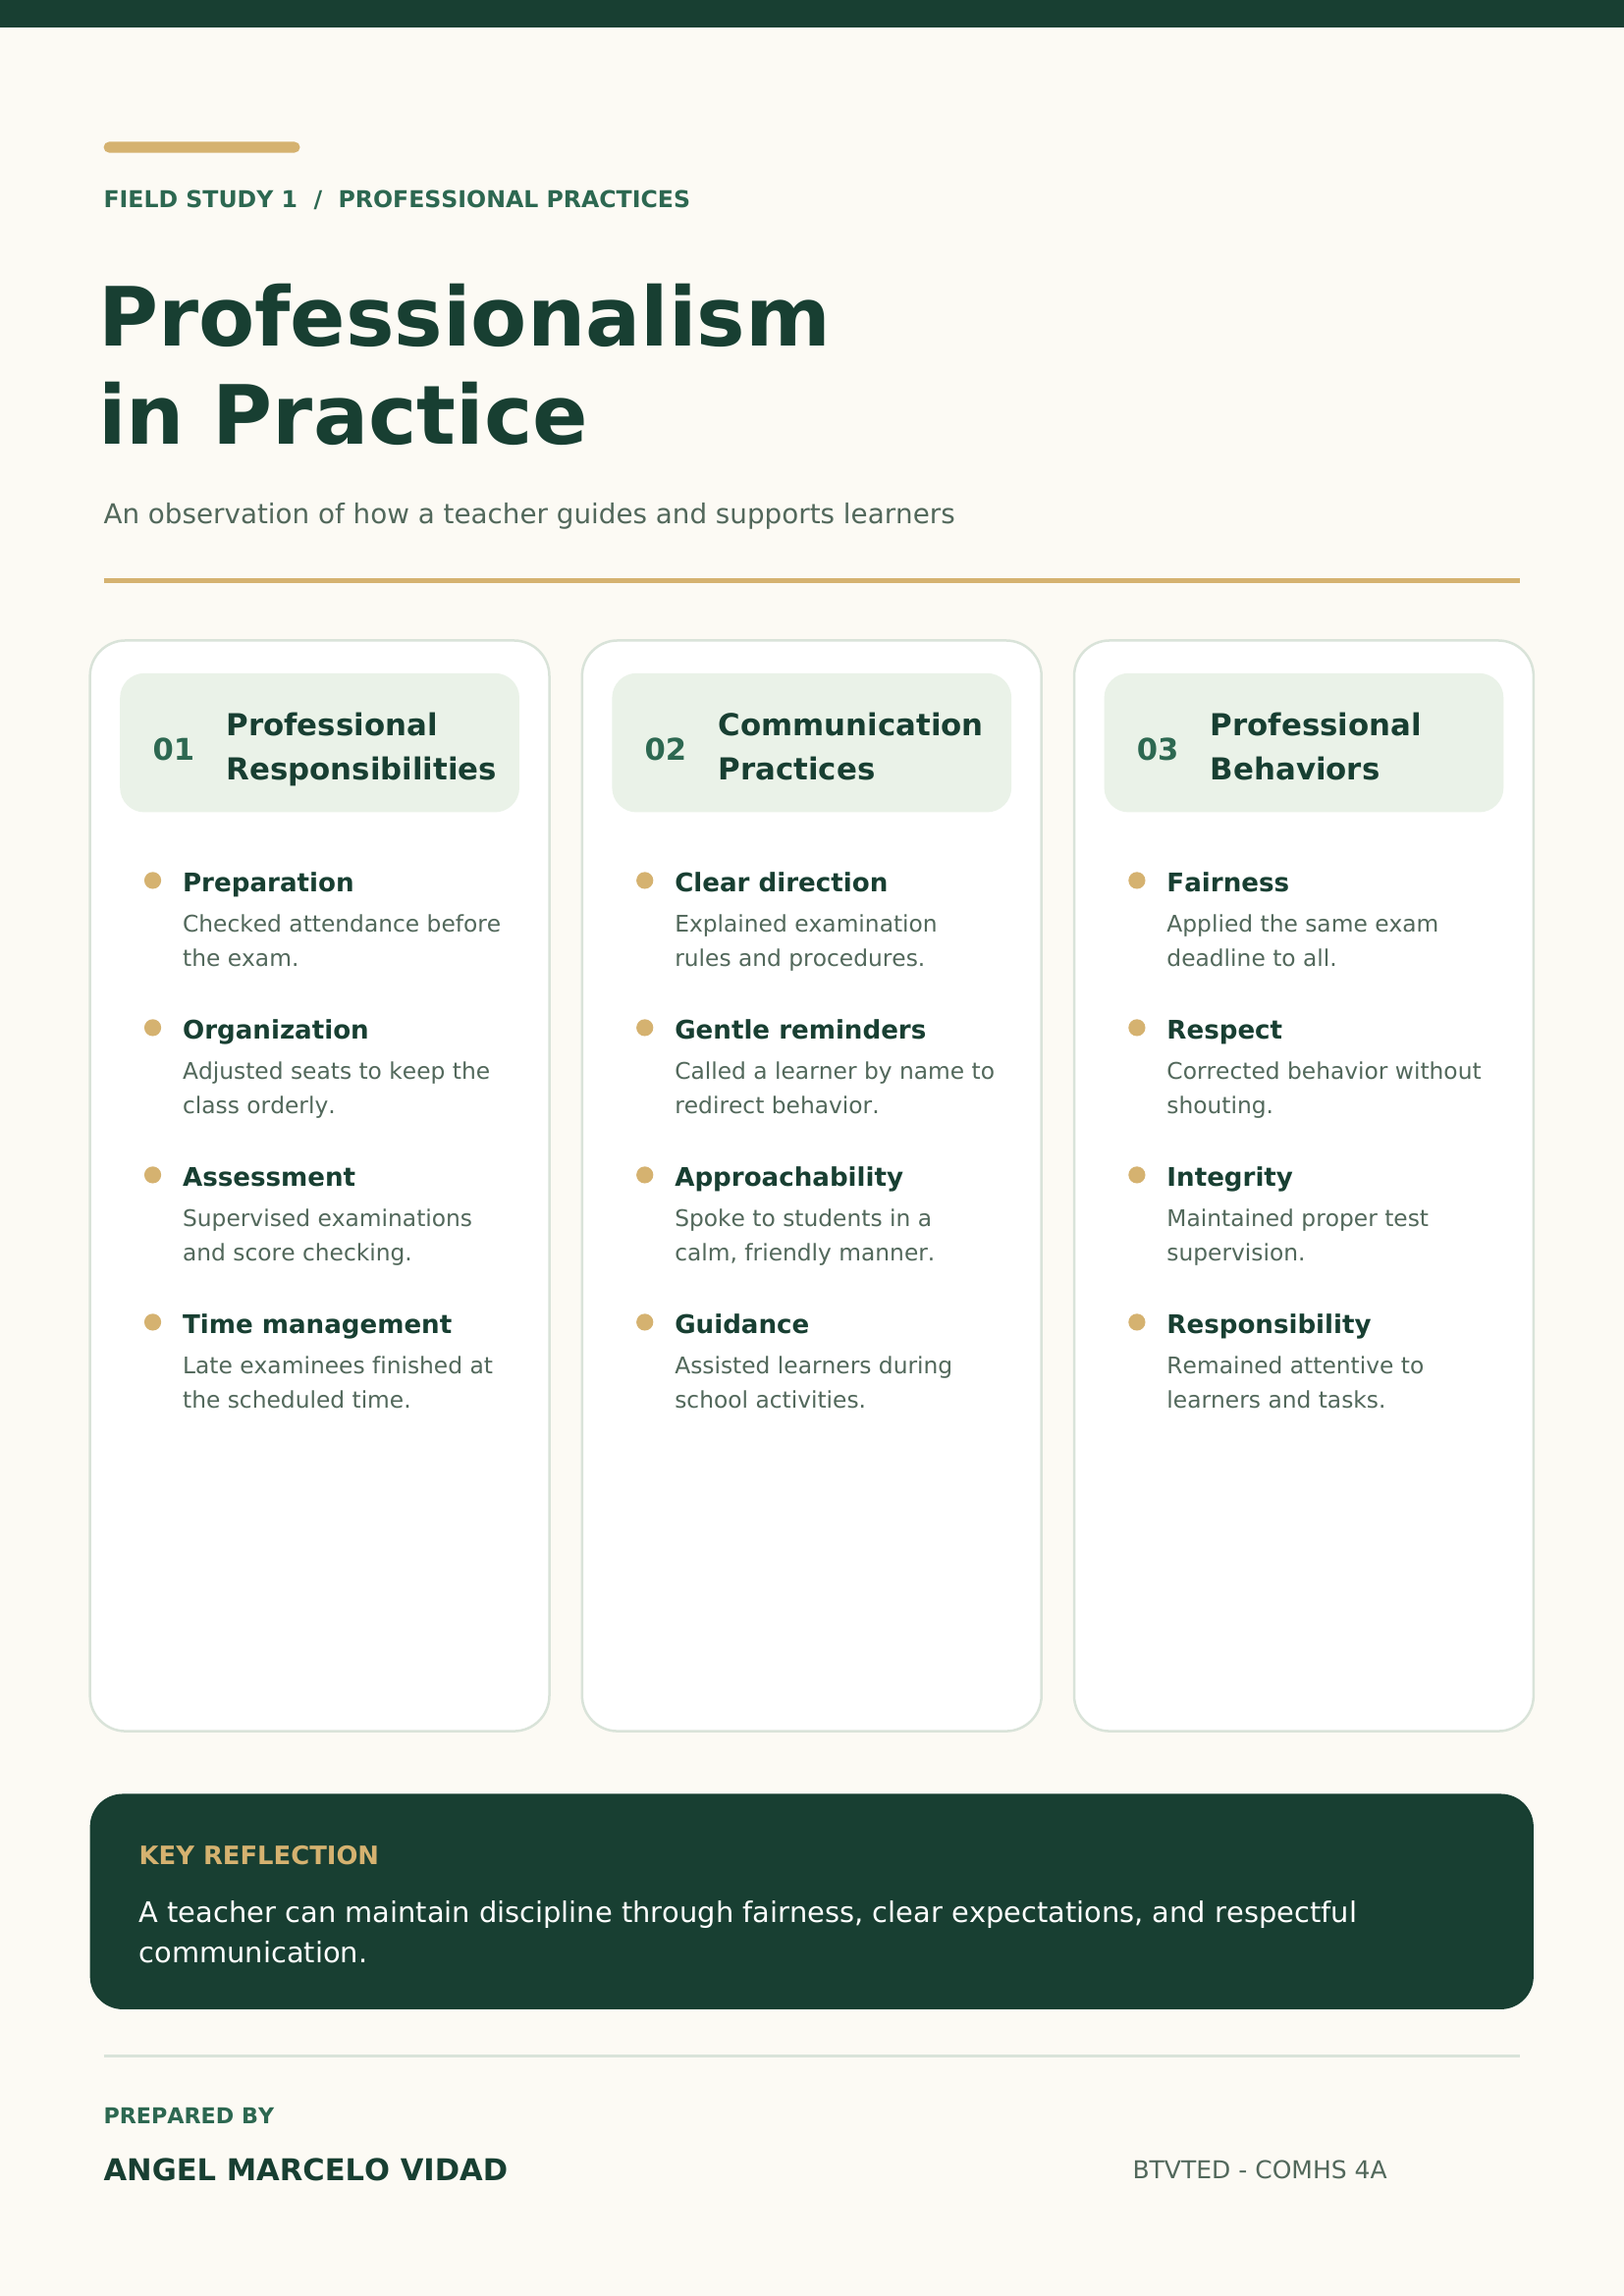 FIELD STUDY 1 / PROFESSIONAL PRACTICES
Professionalism
in Practice
An observation of how a teacher guides and supports learners
01
Professional
Responsibilities
Preparation
Checked attendance before
the exam.
Organization
Adjusted seats to keep the
class orderly.
Assessment
Supervised examinations
and score checking.
Time management
Late examinees finished at
the scheduled time.
02
Communication
Practices
Clear direction
Explained examination
rules and procedures.
Gentle reminders
Called a learner by name to
redirect behavior.
Approachability
Spoke to students in a
calm, friendly manner.
Guidance
Assisted learners during
school activities.
03
Professional
Behaviors
Fairness
Applied the same exam
deadline to all.
Respect
Corrected behavior without
shouting.
Integrity
Maintained proper test
supervision.
Responsibility
Remained attentive to
learners and tasks.
KEY REFLECTION
A teacher can maintain discipline through fairness, clear expectations, and respectful
communication.
PREPARED BY
ANGEL MARCELO VIDAD
BTVTED - COMHS 4A